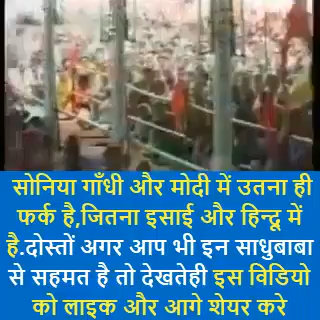 सोनिया गाँधी और मोदी में उतना ही
फर्क है,जितना इसाई और हिन्दू में
है.दोस्तों अगर आप भी इन साधुबाबा
से सहमत है तो देखतेही इस विडियो
को लाइक और आगे शेयर करे